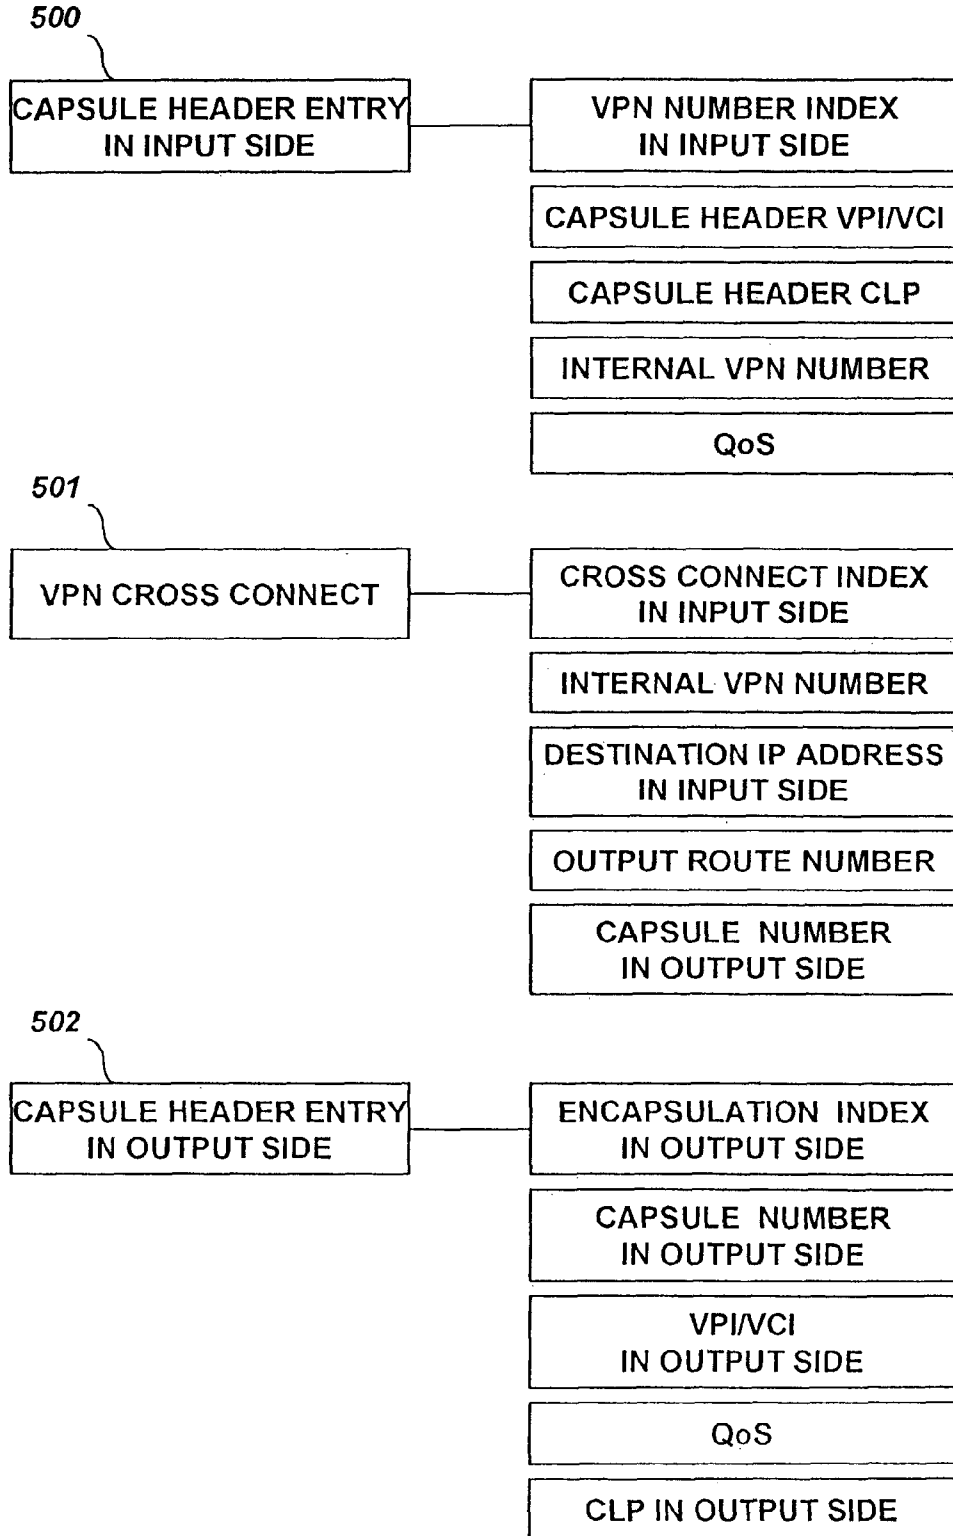 500
CAPSULE HEADER ENTRY
IN INPUT SIDE
VPN NUMBER INDEX
IN INPUT SIDE
CAPSULE HEADER VPI/VCI
CAPSULE HEADER CLP
INTERNAL VPN NUMBER
QoS
501
VPN CROSS CONNECT
CROSS CONNECT INDEX
IN INPUT SIDE
INTERNAL VPN NUMBER
DESTINATION IP ADDRESS
IN INPUT SIDE
OUTPUT ROUTE NUMBER
CAPSULE NUMBER
IN OUTPUT SIDE
502
CAPSULE HEADER ENTRY
IN OUTPUT SIDE
ENCAPSULATION INDEX
IN OUTPUT SIDE
CAPSULE NUMBER
IN OUTPUT SIDE
VPI/VCI
IN OUTPUT SIDE
QoS
CLP IN OUTPUT SIDE